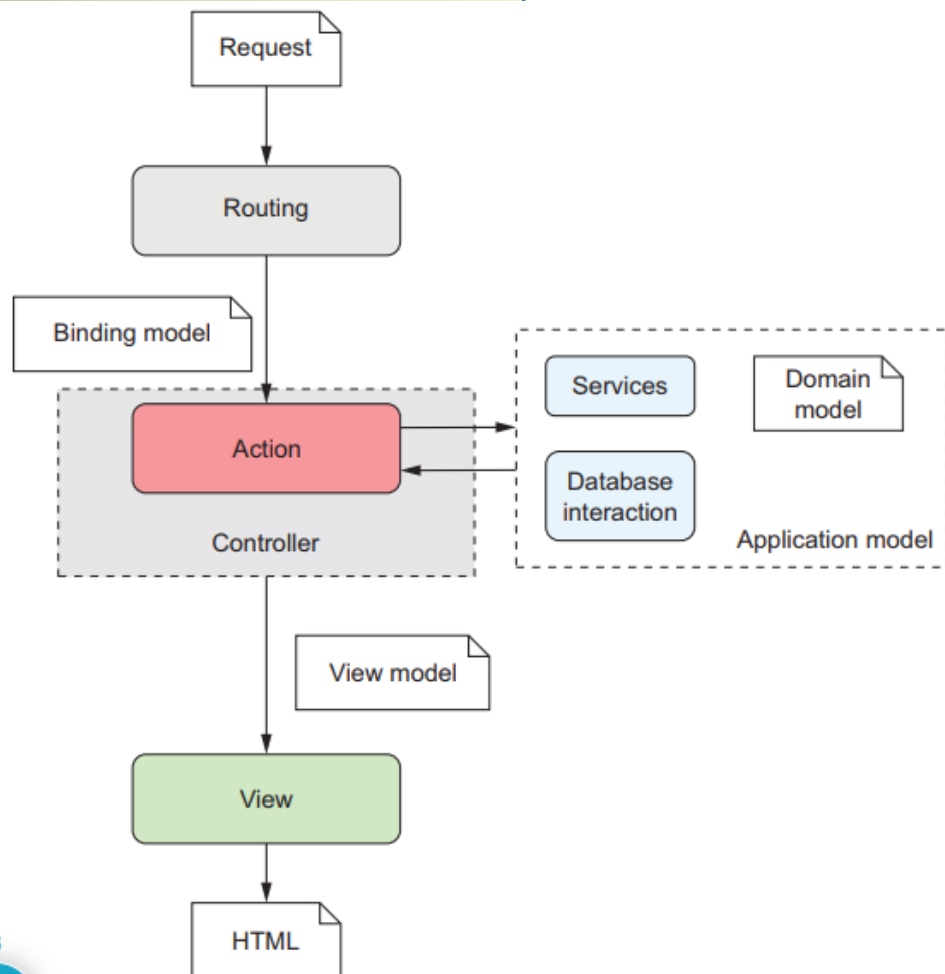 Request
Routing
Binding model
Action
Controller
Services
Domain
model
Database
interaction
Application model
View model
View
HTML